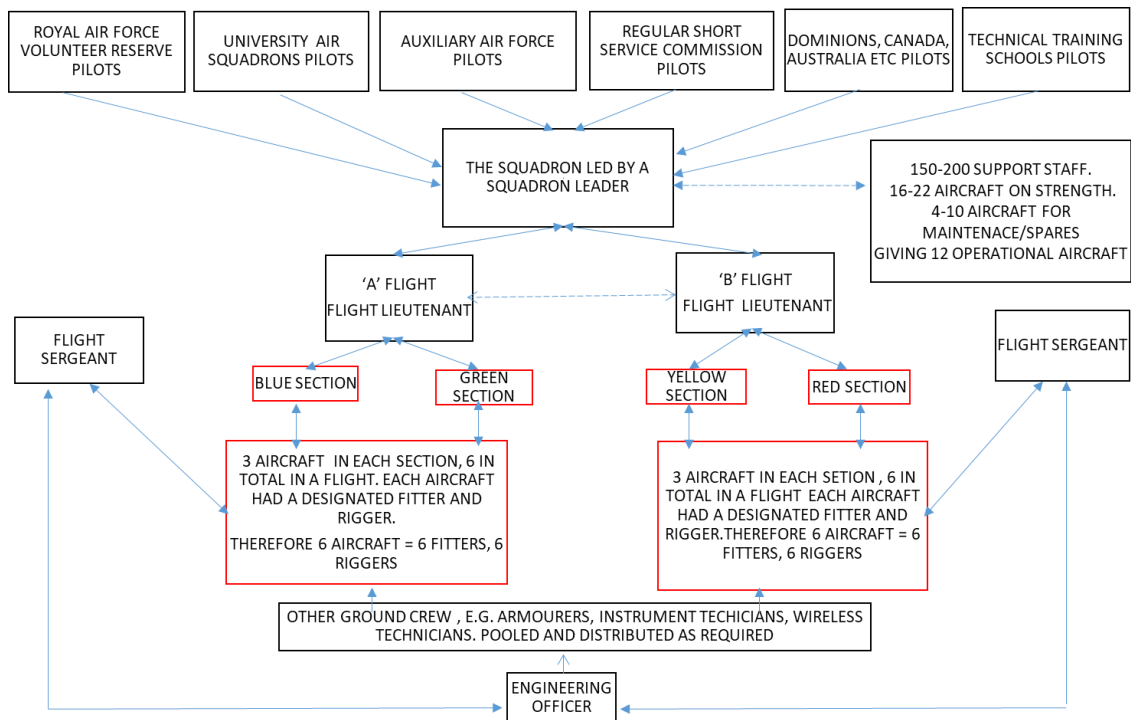 ROYAL AIR FORCE
VOLUNTEER RESERVE
PILOTS
UNIVERSITY AIR
SQUADRONS PILOTS
AUXILIARY AIR FORCE
PILOTS
REGULAR SHORT
SERVICE COMMISSION
PILOTS
DOMINIONS, CANADA,
AUSTRALIA ETC PILOTS
TECHNICAL TRAINING
SCHOOLS PILOTS
THE SQUADRON LED BY A
SQUADRON LEADER
150-200 SUPPORT STAFF.
16-22 AIRCRAFT ON STRENGTH.
4-10 AIRCRAFT FOR
MAINTENACE/SPARES
GIVING 12 OPERATIONAL AIRCRAFT
‘A’ FLIGHT
FLIGHT LIEUTENANT
‘B’ FLIGHT
FLIGHT LIEUTENANT
FLIGHT
SERGEANT
FLIGHT SERGEANT
BLUE SECTION
GREEN
SECTION
YELLOW
SECTION
RED SECTION
3 AIRCRAFT IN EACH SECTION, 6 IN
TOTAL IN A FLIGHT. EACH AIRCRAFT
HAD A DESIGNATED FITTER AND
RIGGER.
THEREFORE 6 AIRCRAFT = 6 FITTERS, 6
RIGGERS
3 AIRCRAFT IN EACH SETION , 6 IN
TOTAL IN A FLIGHT EACH AIRCRAFT
HAD A DESIGNATED FITTER AND
RIGGER.THEREFORE 6 AIRCRAFT = 6
FITTERS, 6 RIGGERS
OTHER GROUND CREW , E.G. ARMOURERS, INSTRUMENT TECHICIANS, WIRELESS
TECHNICIANS. POOLED AND DISTRIBUTED AS REQUIRED
ENGINEERING
OFFICER